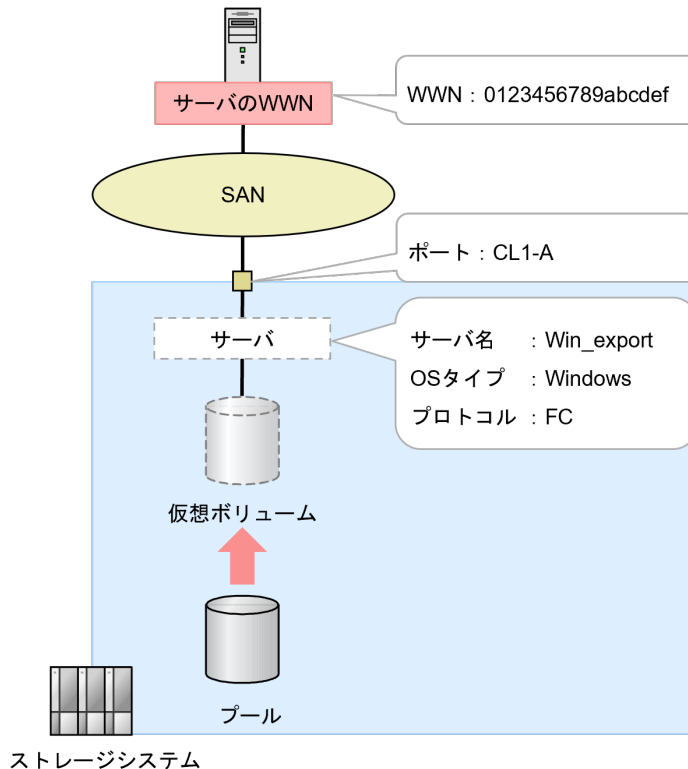 サーバのWWN
WWN：0123456789abcdef
SAN
ポート：CL1-A
サーバ
サーバ名　：Win_export
OSタイプ　：Windows
プロトコル：FC
仮想ボリューム
プール
ストレージシステム